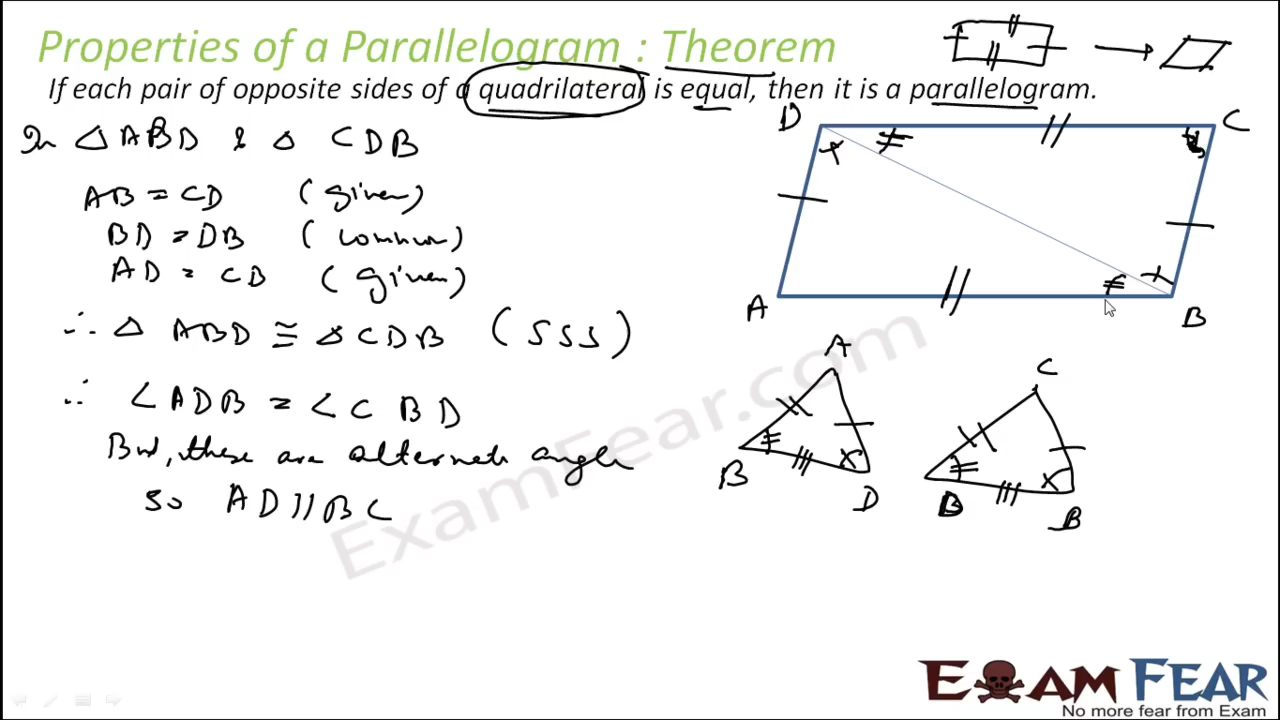 Properties of a Parallelogram : Theorem
If each pair of opposite sides of a quadrilateral is equal, then it is a parallelogram.
In △ ABD & △ CDB
AB = CD (given)
BD = DB (common)
AD = CB (given)
∴ △ ABD ≅ △ CDB (SSS)
∴ ∠ADB = ∠CBD
But, these are alternate angle
so AD || BC
D
C
A
B
A
B
D
C
B
ExamFear.com
EXAM FEAR
No more fear from Exam